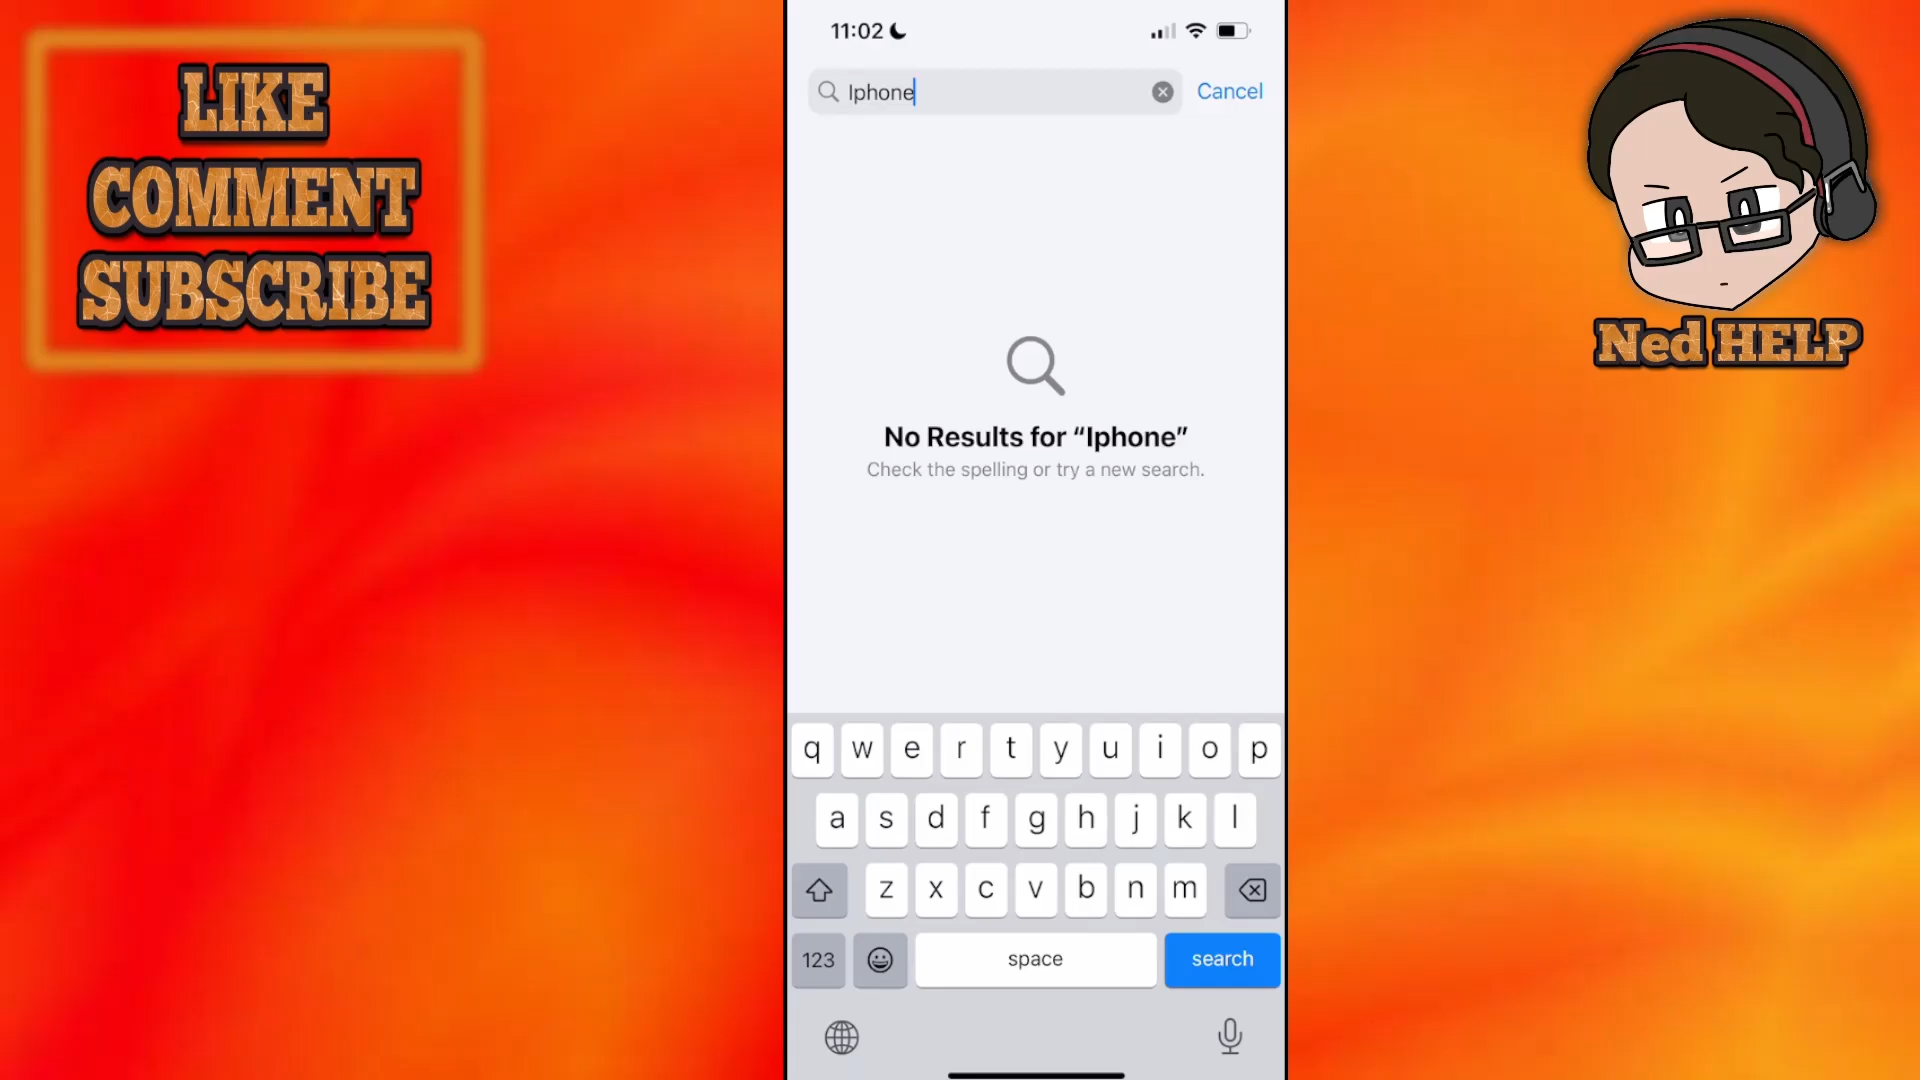 LIKE
COMMENT
SUBSCRIBE
11:02
Iphone
Cancel
No Results for “Iphone”
Check the spelling or try a new search.
q w e r t y u i o p
a s d f g h j k l
z x c v b n m
123 space search
Ned HELP